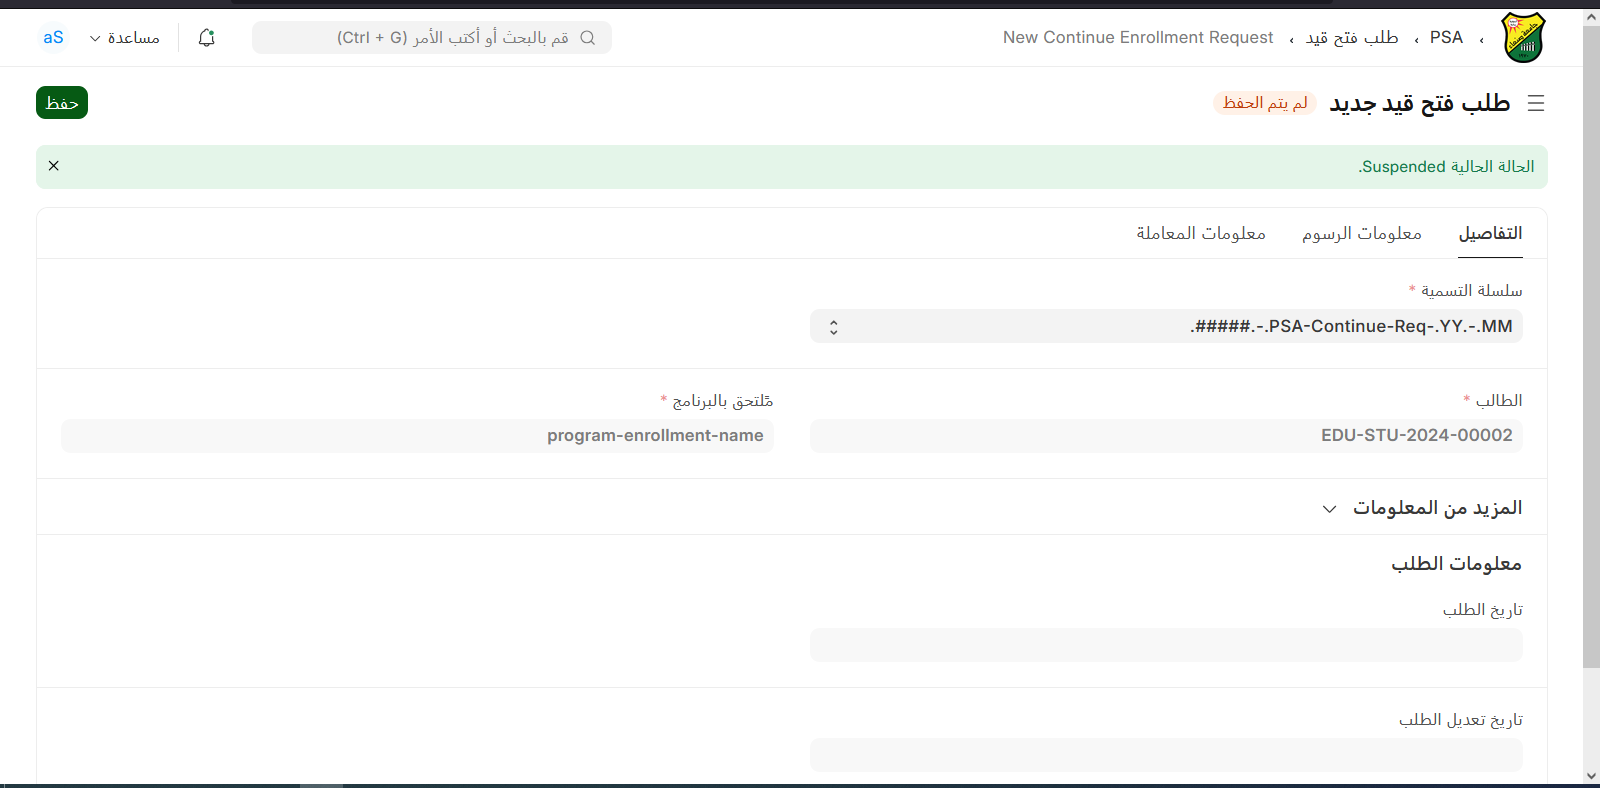 PSA ‹ طلب فتح قيد ‹ New Continue Enrollment Request
قم بالبحث أو أكتب الأمر (Ctrl + G)
مساعدة
aS
طلب فتح قيد جديد
لم يتم الحفظ
حفظ
الحالة الحالية Suspended.
التفاصيل
معلومات الرسوم
معلومات المعاملة
سلسلة التسمية *
.#####.-.PSA-Continue-Req-.YY.-.MM
الطالب *
EDU-STU-2024-00002
مًلتحق بالبرنامج *
program-enrollment-name
المزيد من المعلومات
معلومات الطلب
تاريخ الطلب
تاريخ تعديل الطلب